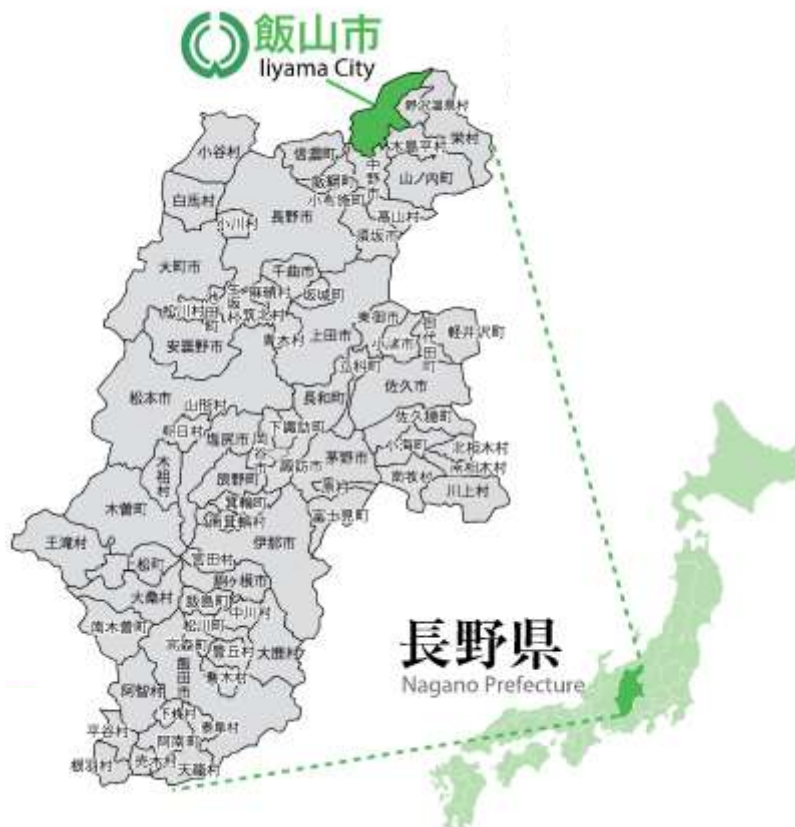 飯山市
Iiyama City
野沢温泉村
小谷村
信濃町
木島平村
栄村
飯綱町
中野市
山ノ内町
白馬村
小布施町
高山村
小川村
長野市
須坂市
大町市
千曲市
生坂村
麻績村
坂城町
松川村
池田町
筑北村
東御市
上田市
青木村
小諸市
御代田町
軽井沢町
安曇野市
立科町
佐久市
松本市
山形村
長和町
佐久穂町
朝日村
塩尻市
下諏訪町
岡谷市
小海町
北相木村
木祖村
諏訪市
茅野市
南相木村
辰野町
南牧村
原村
川上村
箕輪町
木曽町
南箕輪村
富士見町
王滝村
伊那市
上松町
宮田村
駒ヶ根市
大桑村
飯島町
中川村
南木曽町
松川町
高森町
豊丘村
大鹿村
飯田市
喬木村
阿智村
下條村
泰阜村
平谷村
阿南町
根羽村
売木村
天龍村
長野県
Nagano Prefecture